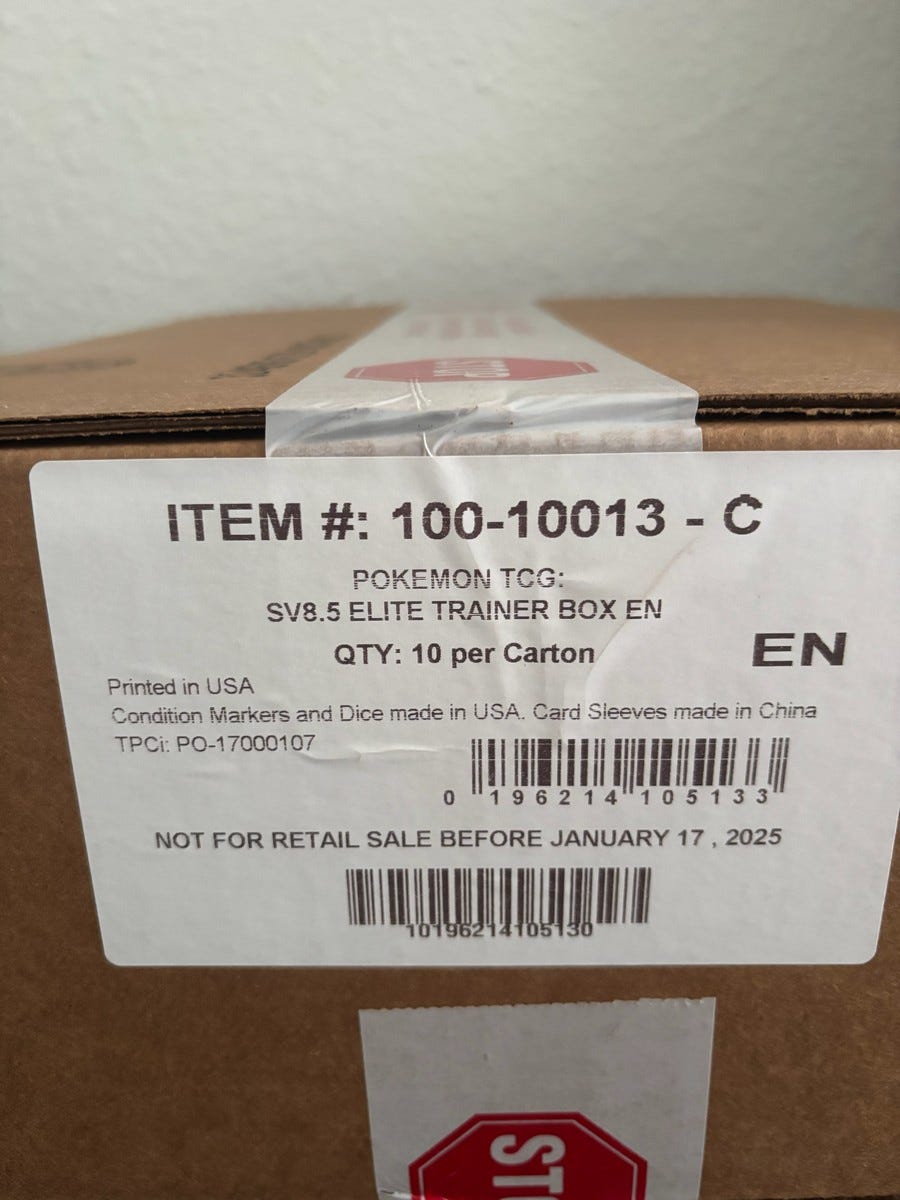 STOP
ITEM #: 100-10013 - C
POKEMON TCG:
SV8.5 ELITE TRAINER BOX EN
QTY: 10 per Carton
EN
Printed in USA
Condition Markers and Dice made in USA. Card Sleeves made in China
TPCi: PO-17000107
0 196214 105133
NOT FOR RETAIL SALE BEFORE JANUARY 17 , 2025
10196214105130
STO